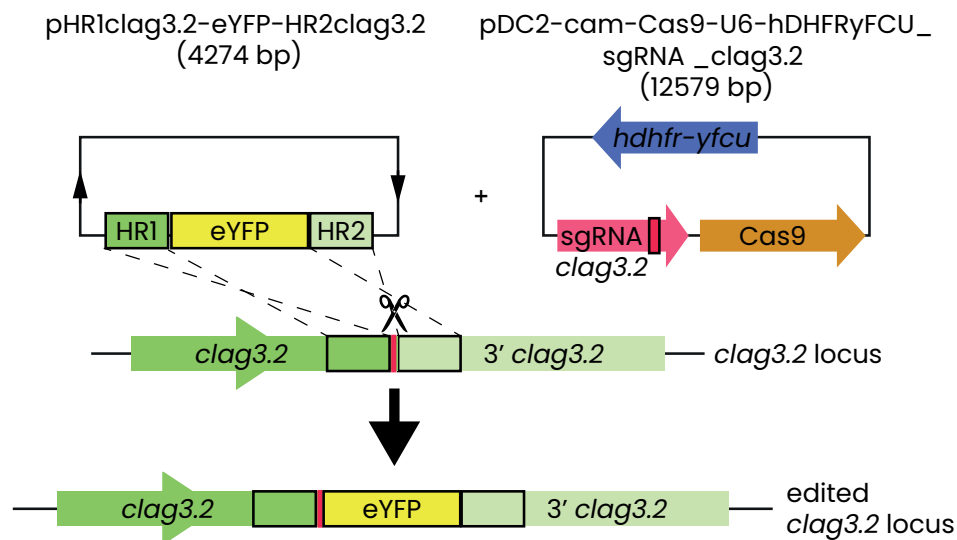 pHR1clag3.2-eYFP-HR2clag3.2
(4274 bp)
pDC2-cam-Cas9-U6-hDHFRyFCU_
sgRNA _clag3.2
(12579 bp)
hdhfr-yfcu
+
HR1
eYFP
HR2
sgRNA
clag3.2
Cas9
clag3.2
3′ clag3.2
clag3.2 locus
clag3.2
eYFP
3′ clag3.2
edited
clag3.2 locus